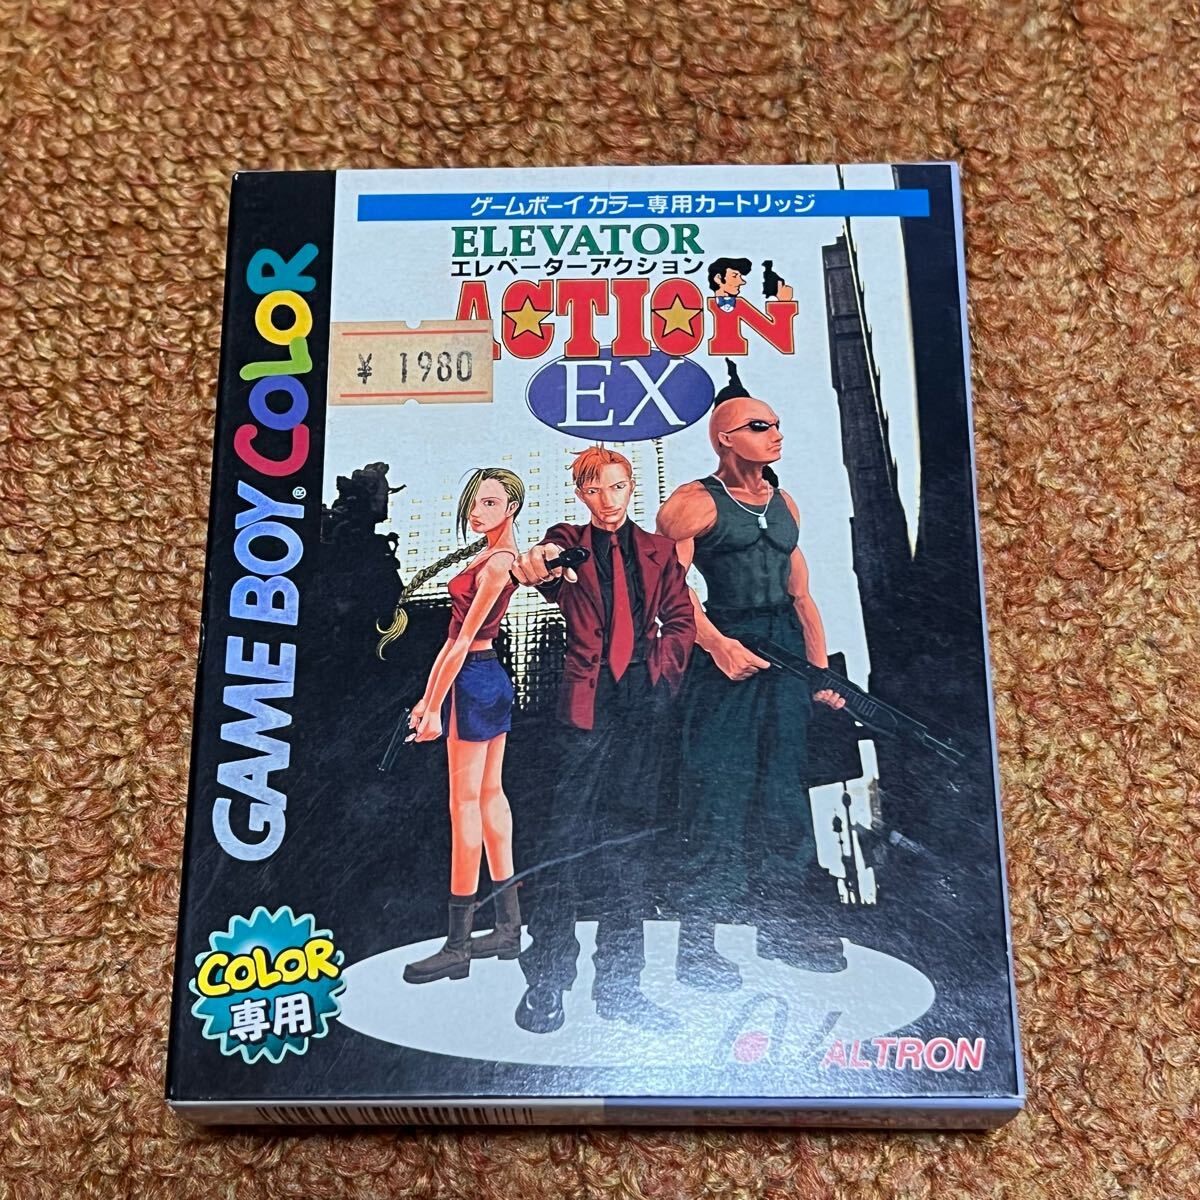 ゲームボーイカラー専用カートリッジ
ELEVATOR
エレベーターアクション
ACTION
EX
¥ 1980
GAME BOY COLOR®
COLOR
専用
ALTRON